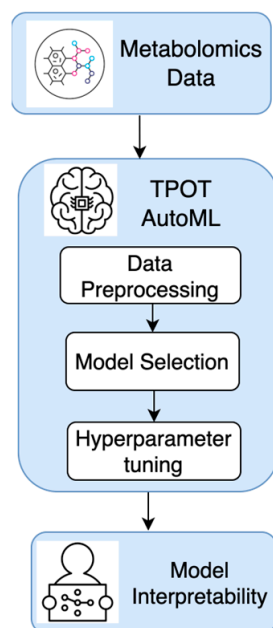 Metabolomics
Data
TPOT
AutoML
Data
Preprocessing
Model Selection
Hyperparameter
tuning
Model
Interpretability